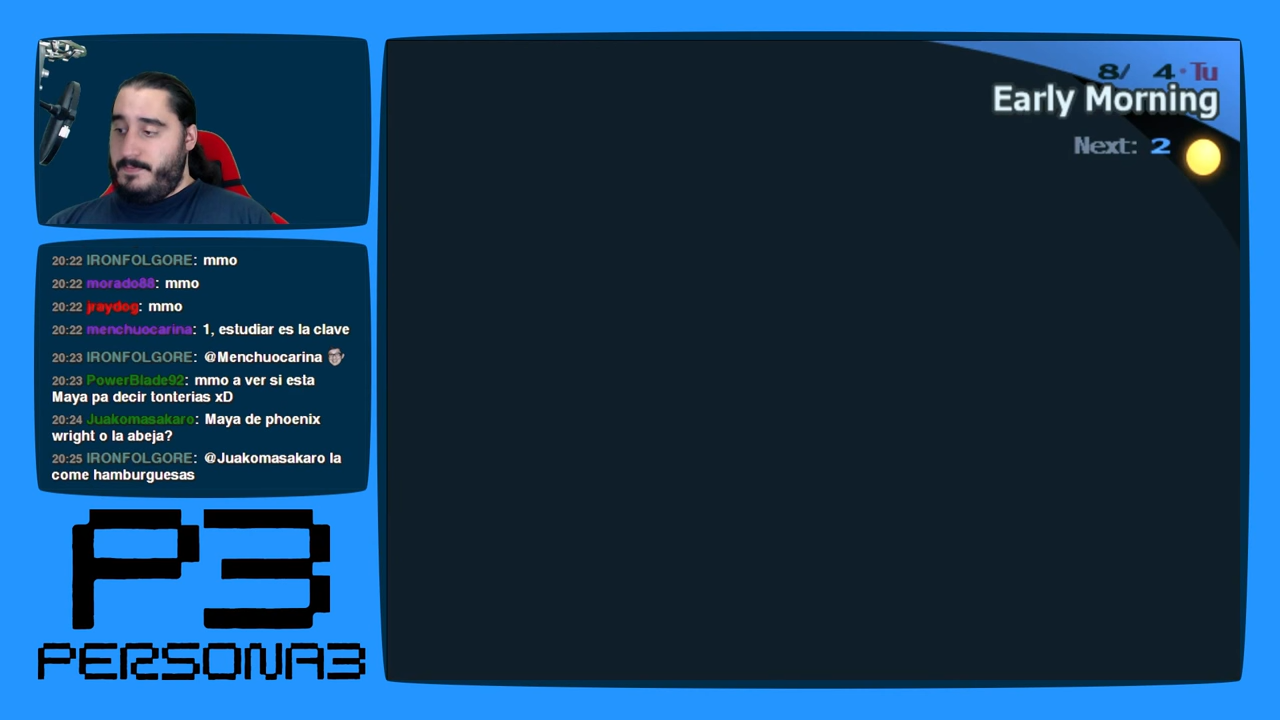 8/ 4・Tu
Early Morning
Next: 2
20:22 IRONFOLGORE: mmo
20:22 morado88: mmo
20:22 jraydog: mmo
20:22 menchuocarina: 1, estudiar es la clave
20:23 IRONFOLGORE: @Menchuocarina
20:23 PowerBlade92: mmo a ver si esta
Maya pa decir tonterias xD
20:24 Juakomasakaro: Maya de phoenix
wright o la abeja?
20:25 IRONFOLGORE: @Juakomasakaro la
come hamburguesas
P3
PERSONA3